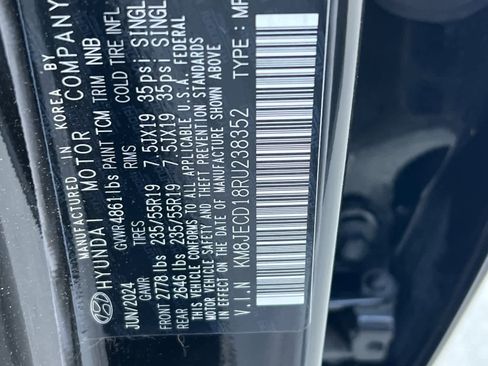 MANUFACTURED IN KOREA BY
HYUNDAI MOTOR COMPANY
JUN/2024 GVWR 4861 lbs PAINT TCM TRIM NNB
GAWR TIRES RIMS COLD TIRE INFL
FRONT 2778 lbs 235/55R19 7.5JX19 35psi SINGL
REAR 2646 lbs 235/55R19 7.5JX19 35psi SINGL
THIS VEHICLE CONFORMS TO ALL APPLICABLE U.S.A. FEDERAL
MOTOR VEHICLE SAFETY AND THEFT PREVENTION STANDARDS
IN EFFECT ON THE DATE OF MANUFACTURE SHOWN ABOVE
V.I.N : KM8JECD18RU238352 TYPE : MP